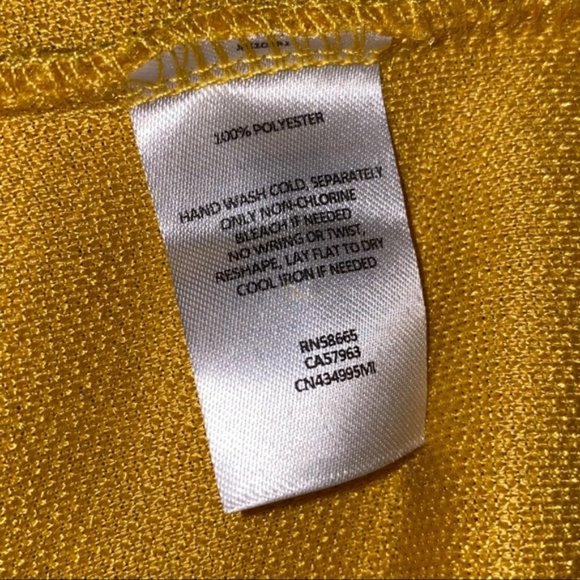 100% POLYESTER
HAND WASH COLD, SEPARATELY
ONLY NON-CHLORINE
BLEACH IF NEEDED
NO WRING OR TWIST,
RESHAPE, LAY FLAT TO DRY
COOL IRON IF NEEDED
RN58665
CA57963
CN434995MI